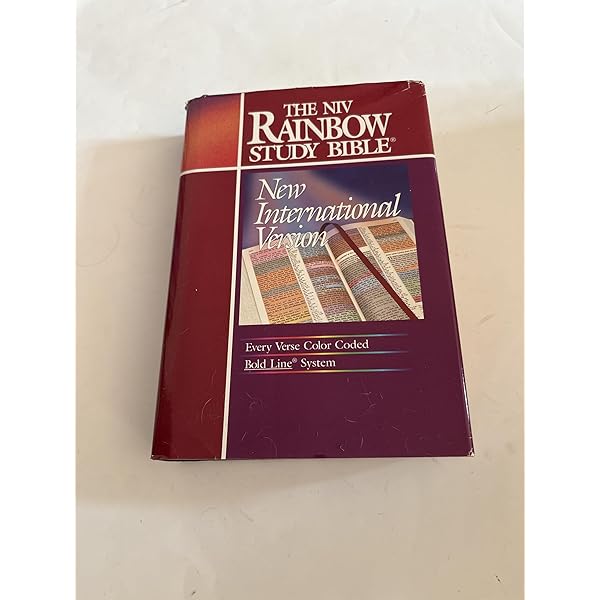 THE NIV
RAINBOW
STUDY BIBLE®
New
International
Version
Every Verse Color Coded
Bold Line® System